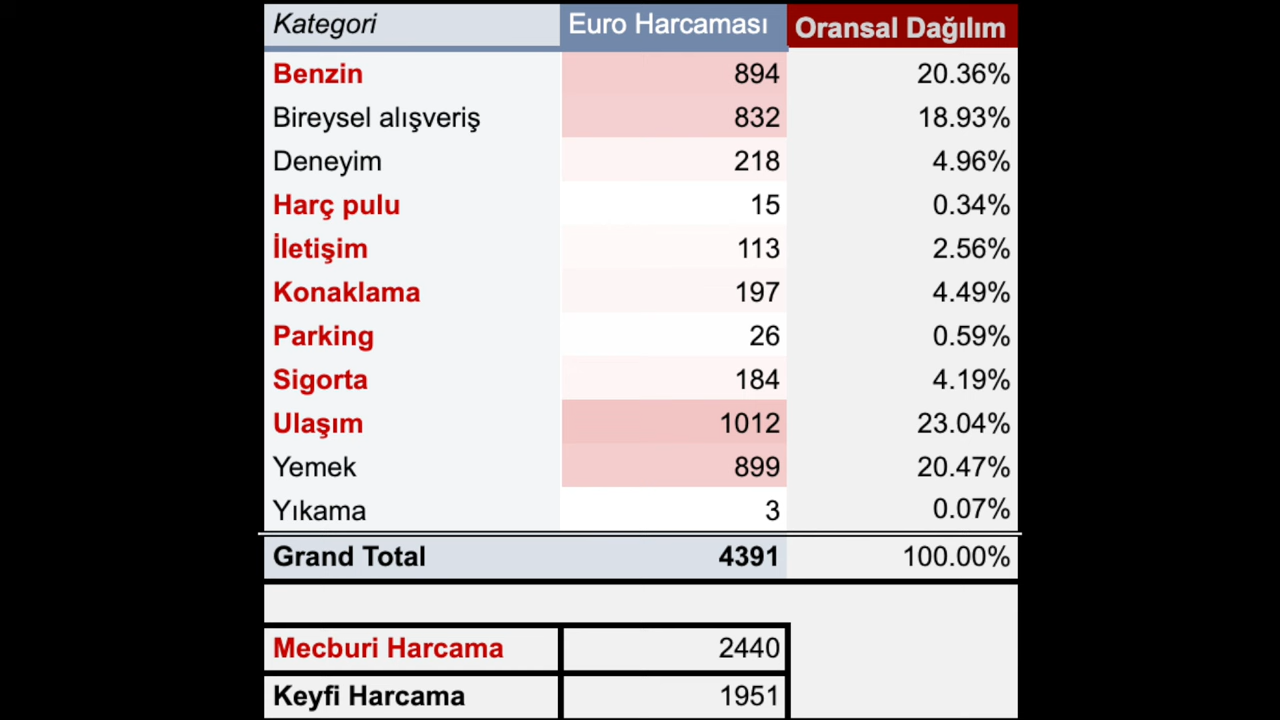 Kategori Euro Harcaması Oransal Dağılım
Benzin 894 20.36%
Bireysel alışveriş 832 18.93%
Deneyim 218 4.96%
Harç pulu 15 0.34%
İletişim 113 2.56%
Konaklama 197 4.49%
Parking 26 0.59%
Sigorta 184 4.19%
Ulaşım 1012 23.04%
Yemek 899 20.47%
Yıkama 3 0.07%
Grand Total 4391 100.00%
Mecburi Harcama 2440
Keyfi Harcama 1951